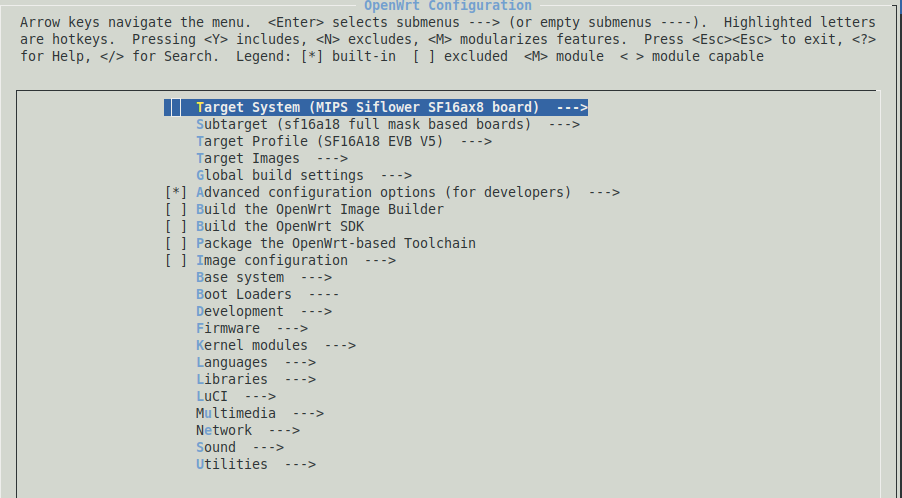 OpenWrt Configuration
Arrow keys navigate the menu.  <Enter> selects submenus ---> (or empty submenus ----).  Highlighted letters
are hotkeys.  Pressing <Y> includes, <N> excludes, <M> modularizes features.  Press <Esc><Esc> to exit, <?>
for Help, </> for Search.  Legend: [*] built-in  [ ] excluded  <M> module  < > module capable
Target System (MIPS Siflower SF16ax8 board)  --->
Subtarget (sf16a18 full mask based boards)  --->
Target Profile (SF16A18 EVB V5)  --->
Target Images  --->
Global build settings  --->
[*] Advanced configuration options (for developers)  --->
[ ] Build the OpenWrt Image Builder
[ ] Build the OpenWrt SDK
[ ] Package the OpenWrt-based Toolchain
[ ] Image configuration  --->
Base system  --->
Boot Loaders  ----
Development  --->
Firmware  --->
Kernel modules  --->
Languages  --->
Libraries  --->
LuCI  --->
Multimedia  --->
Network  --->
Sound  --->
Utilities  --->